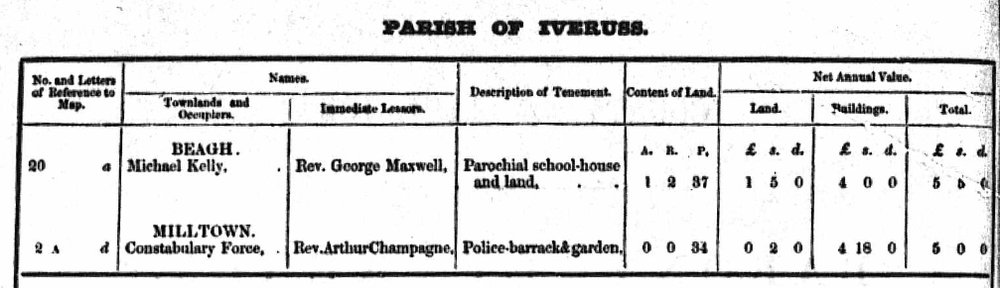 PARISH OF IVERUSS.
No. and Letters of Reference to Map.
Names.
Townlands and Occupiers.
Immediate Lessors.
Description of Tenement.
Content of Land.
Net Annual Value.
Land.
Buildings.
Total.
A. R. P.
£ s. d.
£ s. d.
£ s. d.
BEAGH.
20 a Michael Kelly, . Rev. George Maxwell, Parochial school-house
and land, . . 1 2 37 1 5 0 4 0 0 5 5 0
MILLTOWN.
2 A d Constabulary Force, . Rev. Arthur Champagne, Police-barrack & garden, 0 0 34 0 2 0 4 18 0 5 0 0